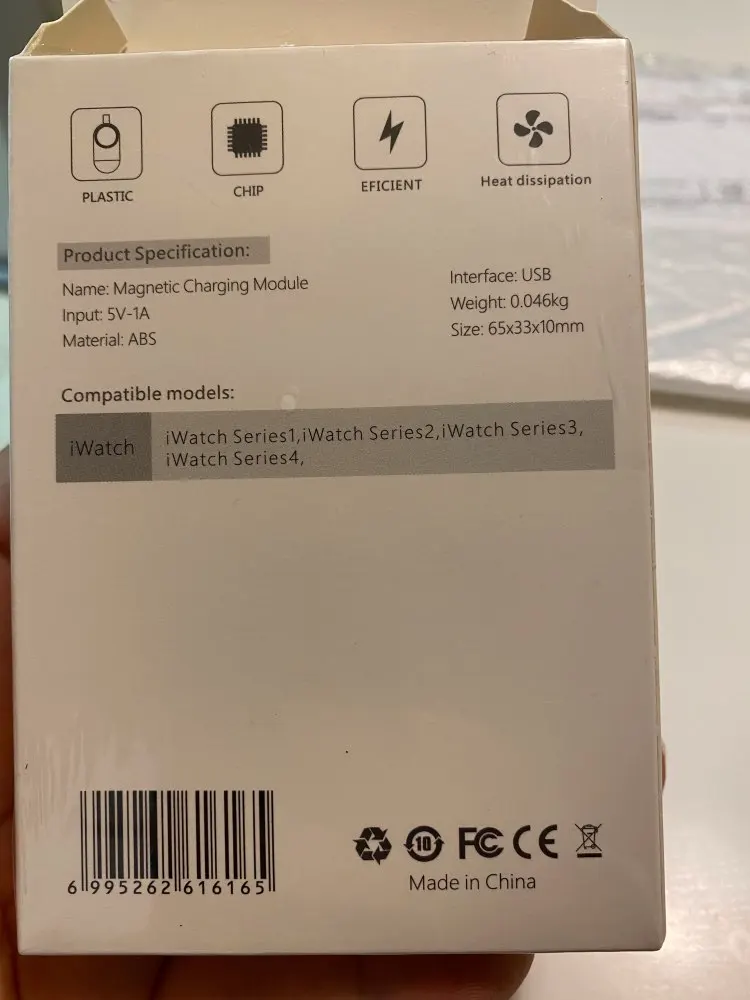 PLASTIC
CHIP
EFICIENT
Heat dissipation
Product Specification:
Name: Magnetic Charging Module
Input: 5V-1A
Material: ABS
Interface: USB
Weight: 0.046kg
Size: 65x33x10mm
Compatible models:
iWatch
iWatch Series1,iWatch Series2,iWatch Series3,
iWatch Series4,
6 995262 616165
10 FC CE
Made in China